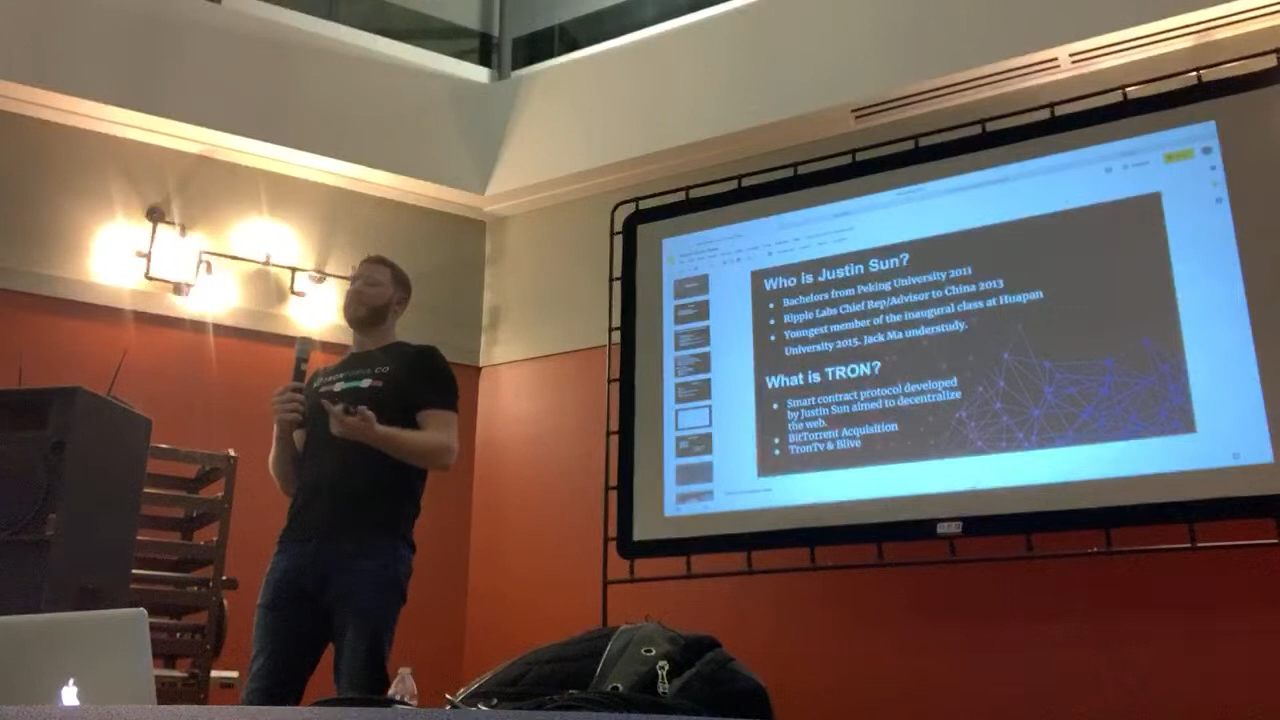 Who is Justin Sun?
Bachelors from Peking University 2011
Ripple Labs Chief Rep/Advisor to China 2013
Youngest member of the inaugural class at Huapan
University 2015. Jack Ma understudy.
What is TRON?
Smart contract protocol developed
by Justin Sun aimed to decentralize
the web.
BitTorrent Acquisition
TronTv & Blive